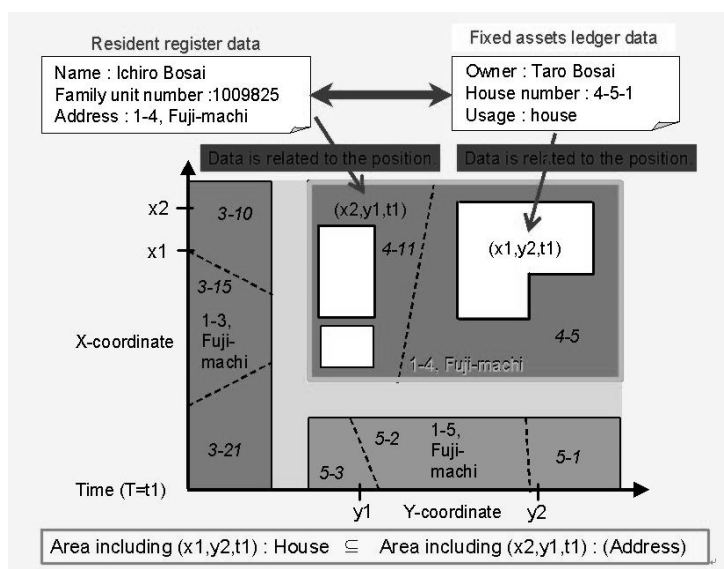 Resident register data
Fixed assets ledger data
Name : Ichiro Bosai
Family unit number :1009825
Address : 1-4, Fuji-machi
Owner : Taro Bosai
House number : 4-5-1
Usage : house
Data is related to the position.
Data is related to the position.
x2
x1
X-coordinate
3-10
3-15
1-3,
Fuji-
machi
3-21
(x2,y1,t1)
4-11
(x1,y2,t1)
4-5
1-4, Fuji-machi
5-3
5-2
1-5,
Fuji-
machi
5-1
Time (T=t1)
y1
Y-coordinate
y2
Area including (x1,y2,t1) : House ⊆ Area including (x2,y1,t1) : (Address)